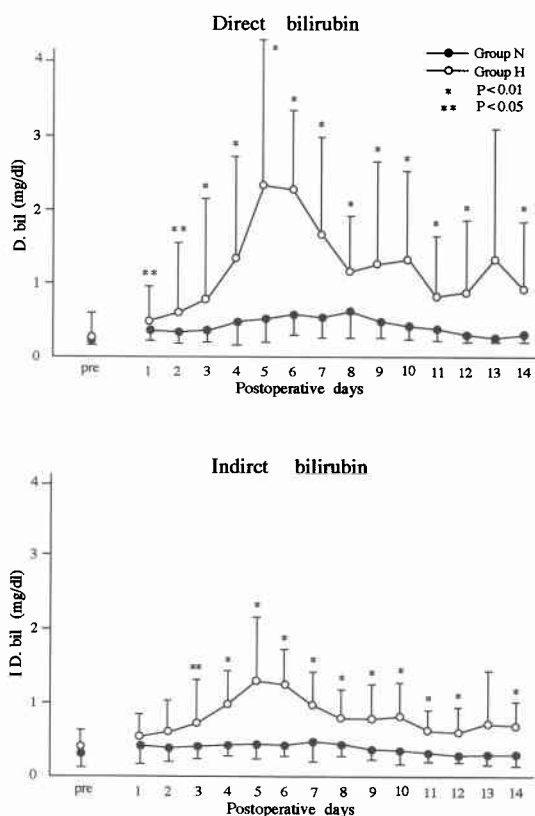 Direct bilirubin
4
3
2
1
0
D. bil (mg/dl)
Group N
Group H
* P<0.01
** P<0.05
** ** * * * * * * * * * * *
pre 1 2 3 4 5 6 7 8 9 10 11 12 13 14
Postoperative days
Indirct bilirubin
4
3
2
1
0
I D. bil (mg/dl)
** * * * * * * * * * *
pre 1 2 3 4 5 6 7 8 9 10 11 12 13 14
Postoperative days